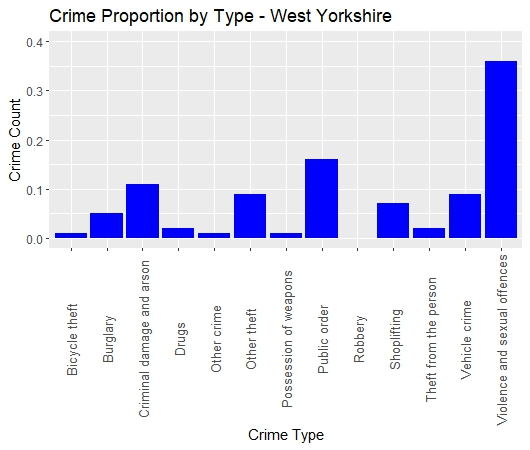 Crime Proportion by Type - West Yorkshire
Crime Count
0.4
0.3
0.2
0.1
0.0
Bicycle theft
Burglary
Criminal damage and arson
Drugs
Other crime
Other theft
Possession of weapons
Public order
Robbery
Shoplifting
Theft from the person
Vehicle crime
Violence and sexual offences
Crime Type